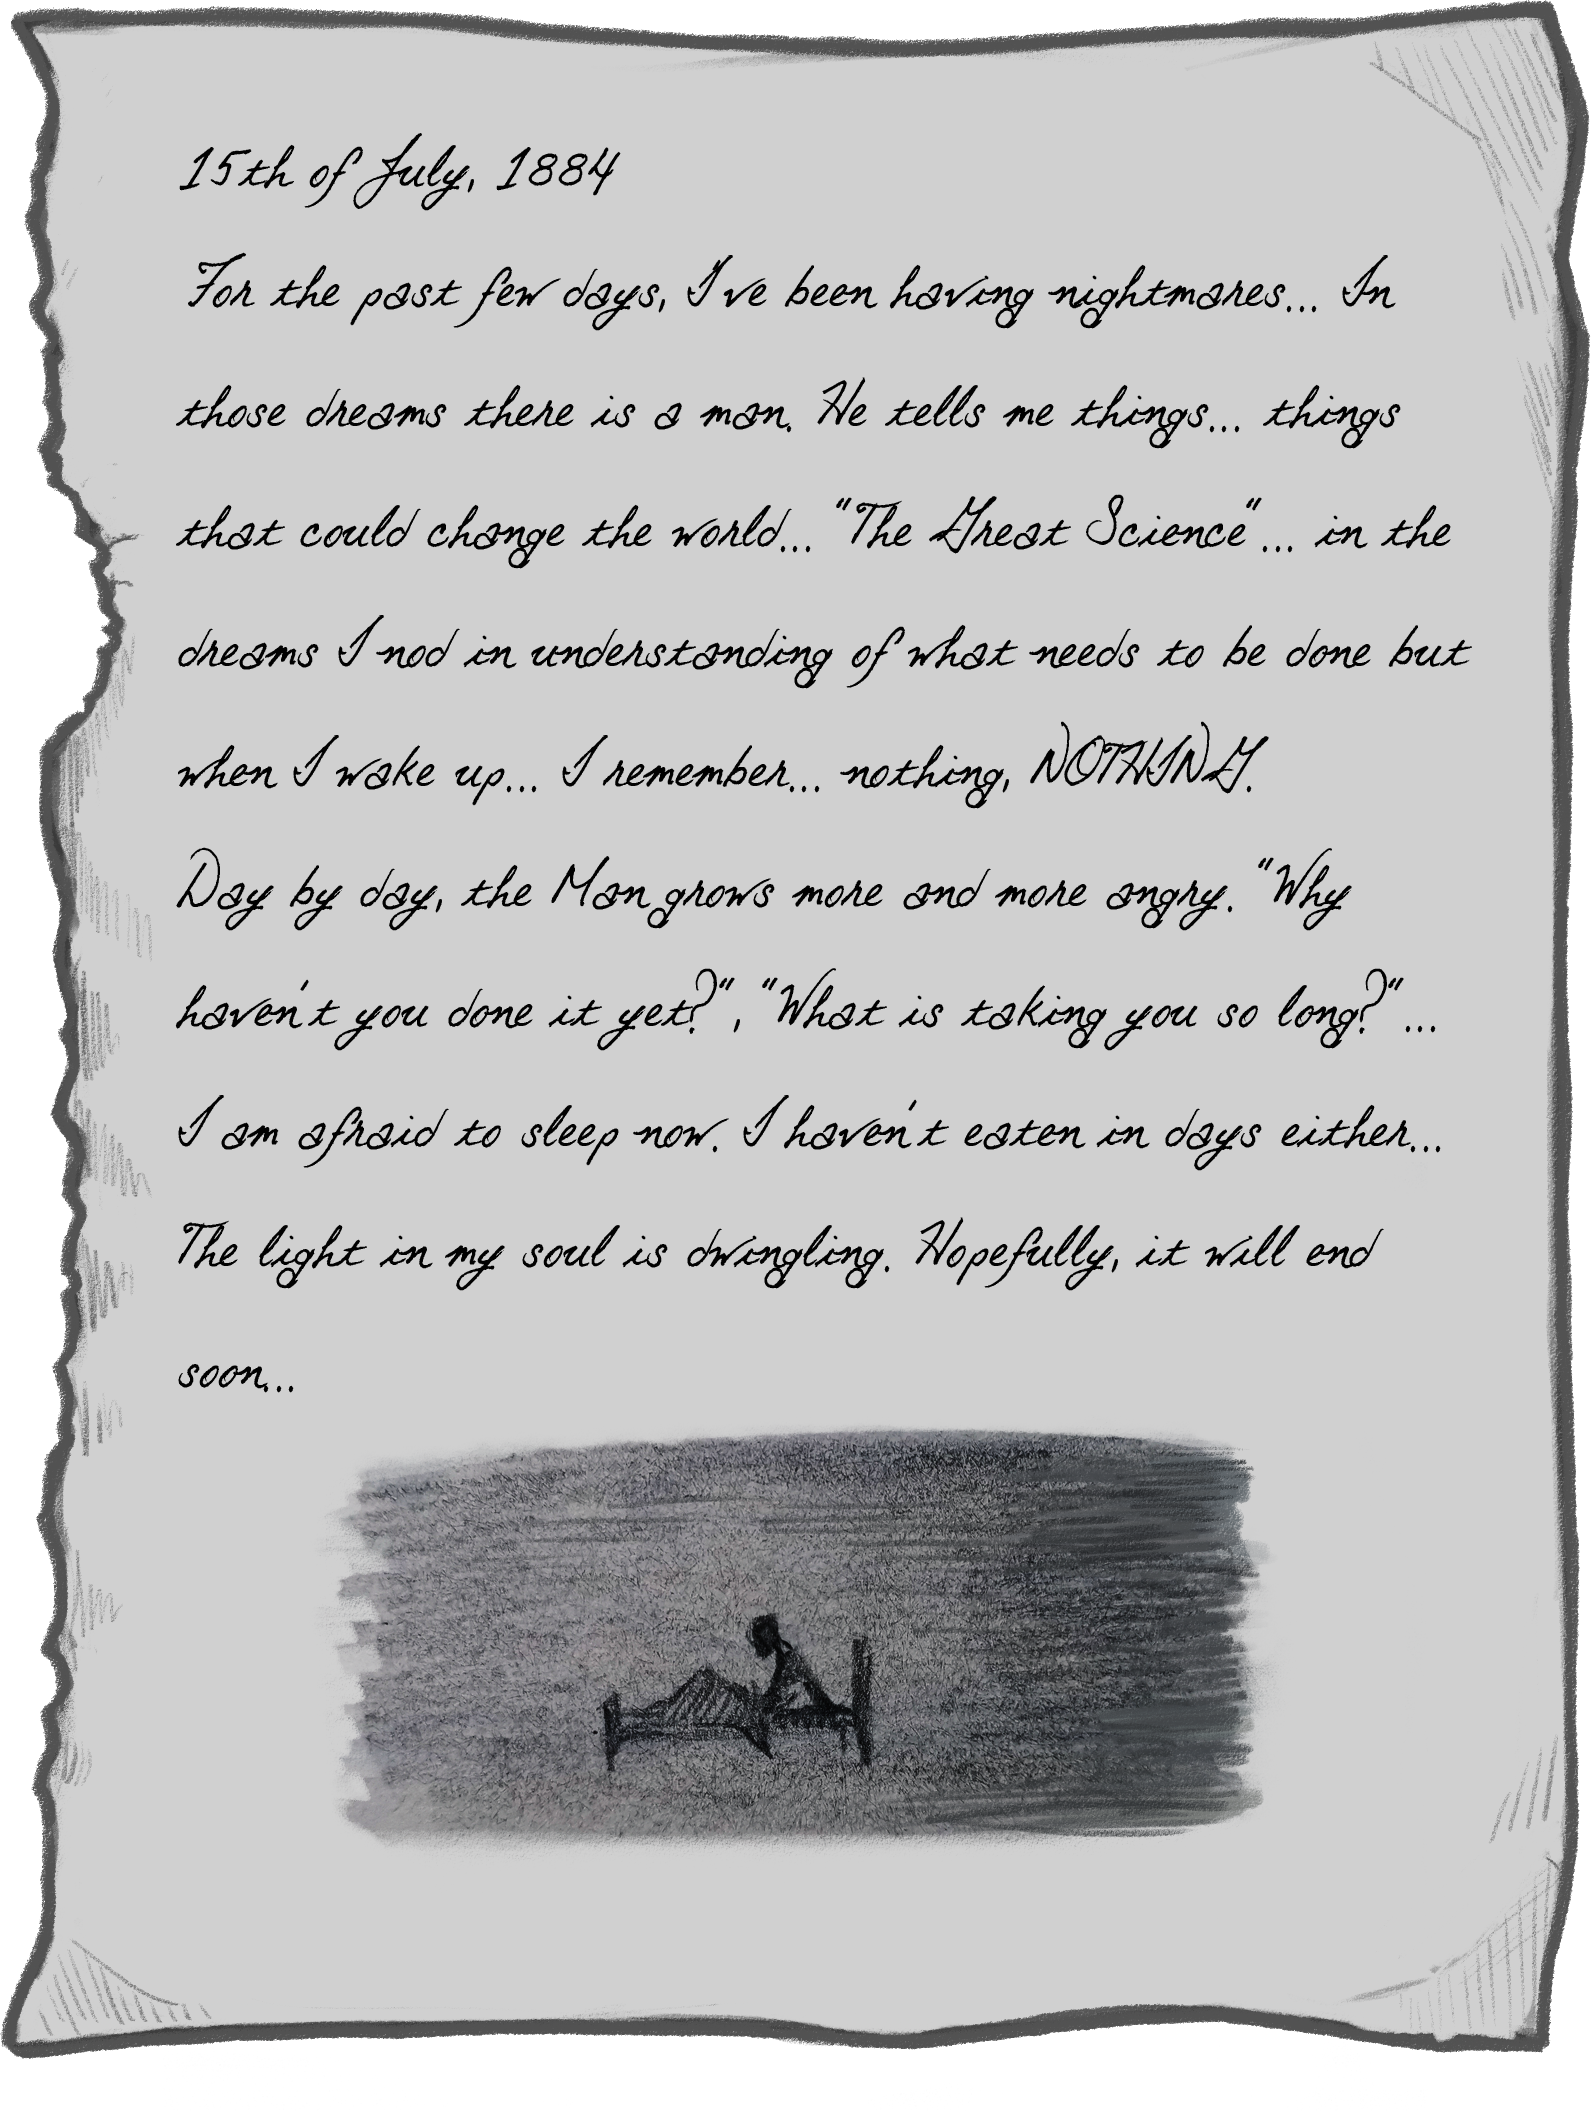 15th of July, 1884
For the past few days, I've been having nightmares... In
those dreams there is a man. He tells me things... things
that could change the world... "The Great Science"... in the
dreams I nod in understanding of what needs to be done but
when I wake up... I remember... nothing, NOTHING.
Day by day, the Man grows more and more angry. "Why
haven't you done it yet?", "What is taking you so long?"...
I am afraid to sleep now. I haven't eaten in days either...
The light in my soul is dwingling. Hopefully, it will end
soon...